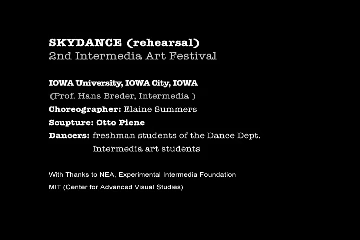 SKYDANCE (rehearsal)
2nd Intermedia Art Festival
IOWA University, IOWA City, IOWA
(Prof. Hans Breder, Intermedia )
Choreographer: Elaine Summers
Scupture: Otto Piene
Dancers: freshman students of the Dance Dept.
Intermedia art students
With Thanks to NEA, Experimental Intermedia Foundation
MIT (Center for Advanced Visual Studies)